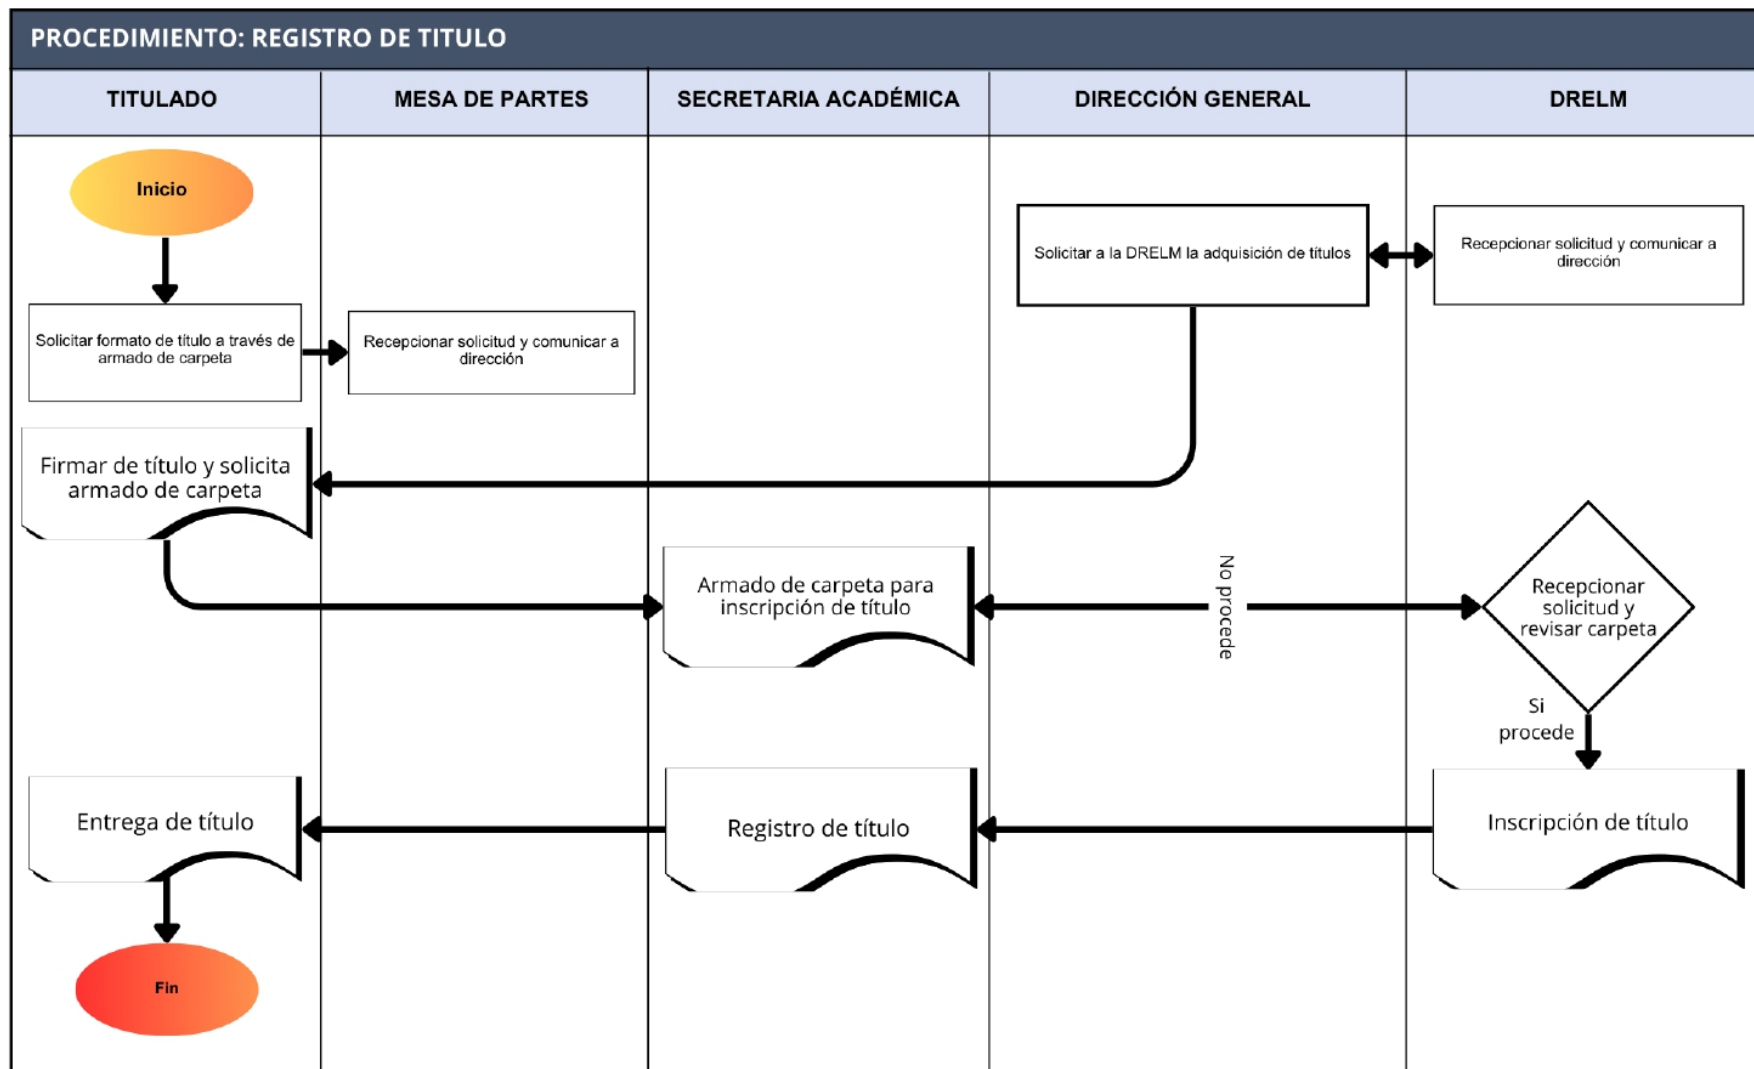 PROCEDIMIENTO: REGISTRO DE TITULO
TITULADO
MESA DE PARTES
SECRETARIA ACADÉMICA
DIRECCIÓN GENERAL
DRELM
Inicio
Solicitar a la DRELM la adquisición de títulos
Recepcionar solicitud y comunicar a
dirección
Solicitar formato de título a través de
armado de carpeta
Recepcionar solicitud y comunicar a
dirección
Firmar de título y solicita
armado de carpeta
Armado de carpeta para
inscripción de título
No procede
Recepcionar
solicitud y
revisar carpeta
Si
procede
Entrega de título
Registro de título
Inscripción de título
Fin